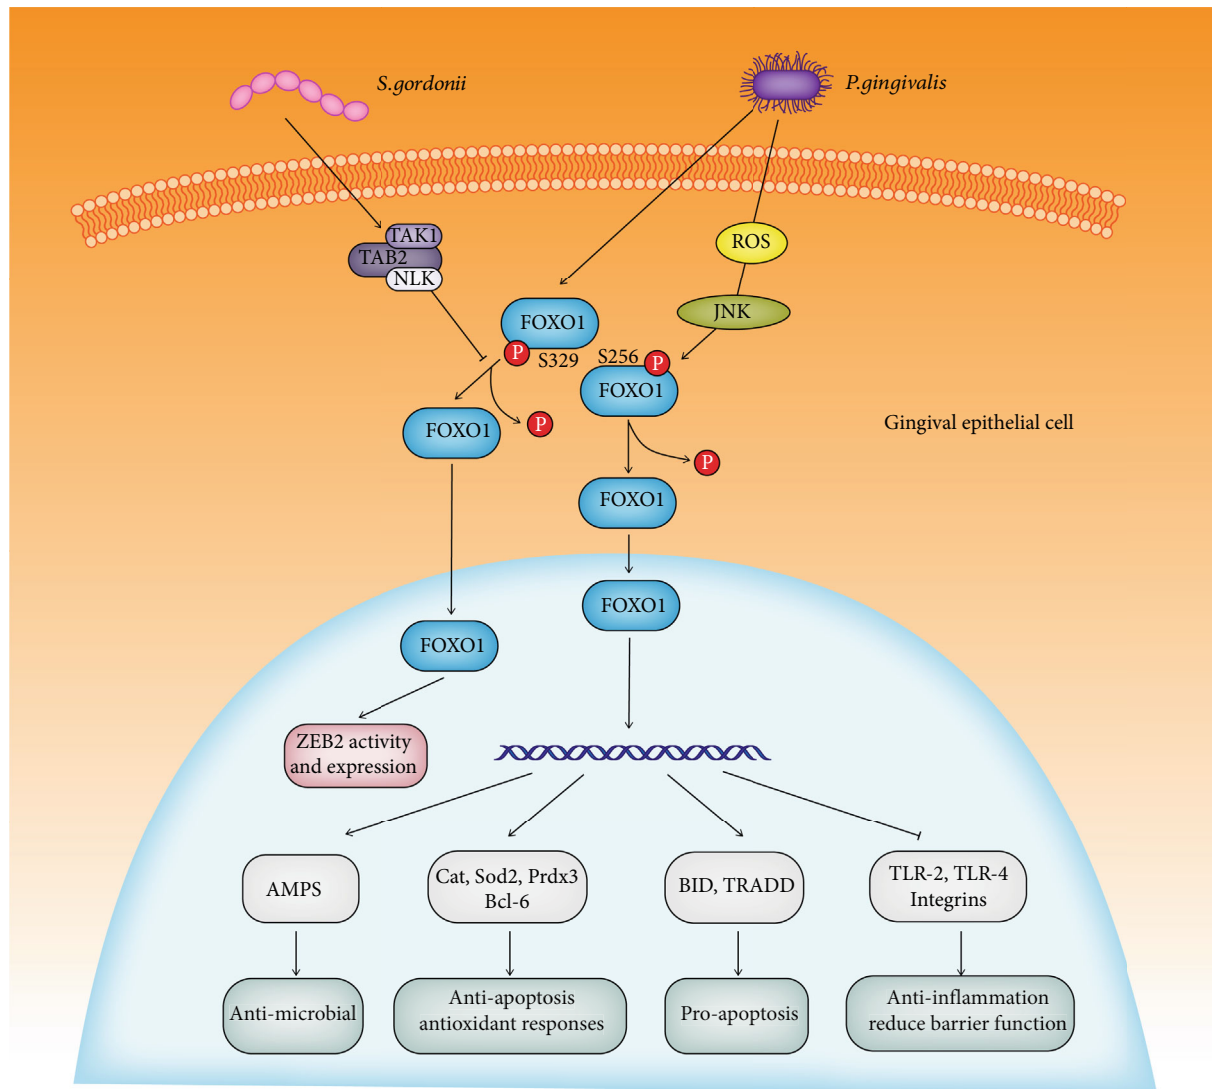 S.gordonii
P.gingivalis
TAK1
TAB2
NLK
ROS
JNK
FOXO1
P
S329
S256
P
FOXO1
FOXO1
P
Gingival epithelial cell
P
FOXO1
FOXO1
FOXO1
ZEB2 activity
and expression
AMPS
Cat, Sod2, Prdx3
Bcl-6
BID, TRADD
TLR-2, TLR-4
Integrins
Anti-microbial
Anti-apoptosis
antioxidant responses
Pro-apoptosis
Anti-inflammation
reduce barrier function